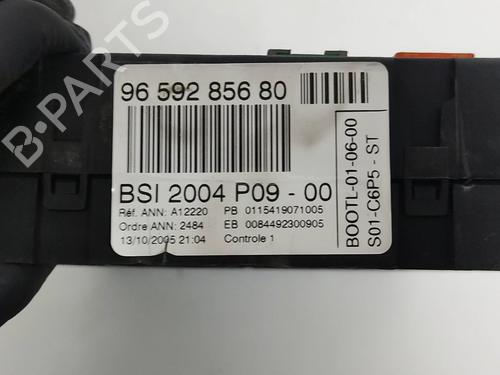 96 592 856 80
BSI 2004 P09 - 00
Réf. ANN: A12220 PB 0115419071005
Ordre ANN: 2484 EB 0084492300905
13/10/2005 21:04 Controle 1
BOOTL-01-06-00
S01-C6P5 - ST
B-PARTS